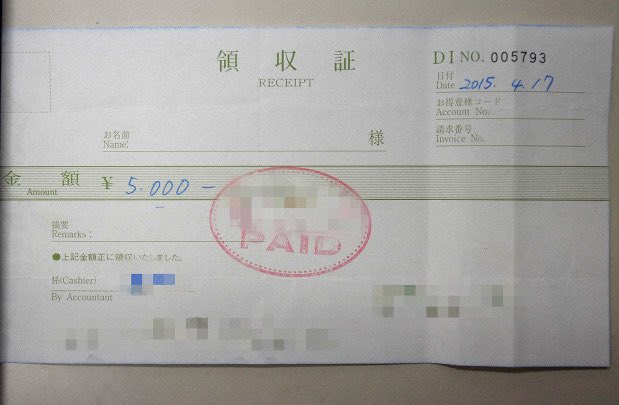 領 収 証
RECEIPT
DI NO. 005793
日付
Date 2015. 4. 17
お得意様コード
Account No.
請求番号
Invoice No.
お名前
Name:
様
金 額
Amount
¥ 5.000-
摘要
Remarks :
PAID
●上記金額正に領収いたしました。
係(Cashier)
By Accountant